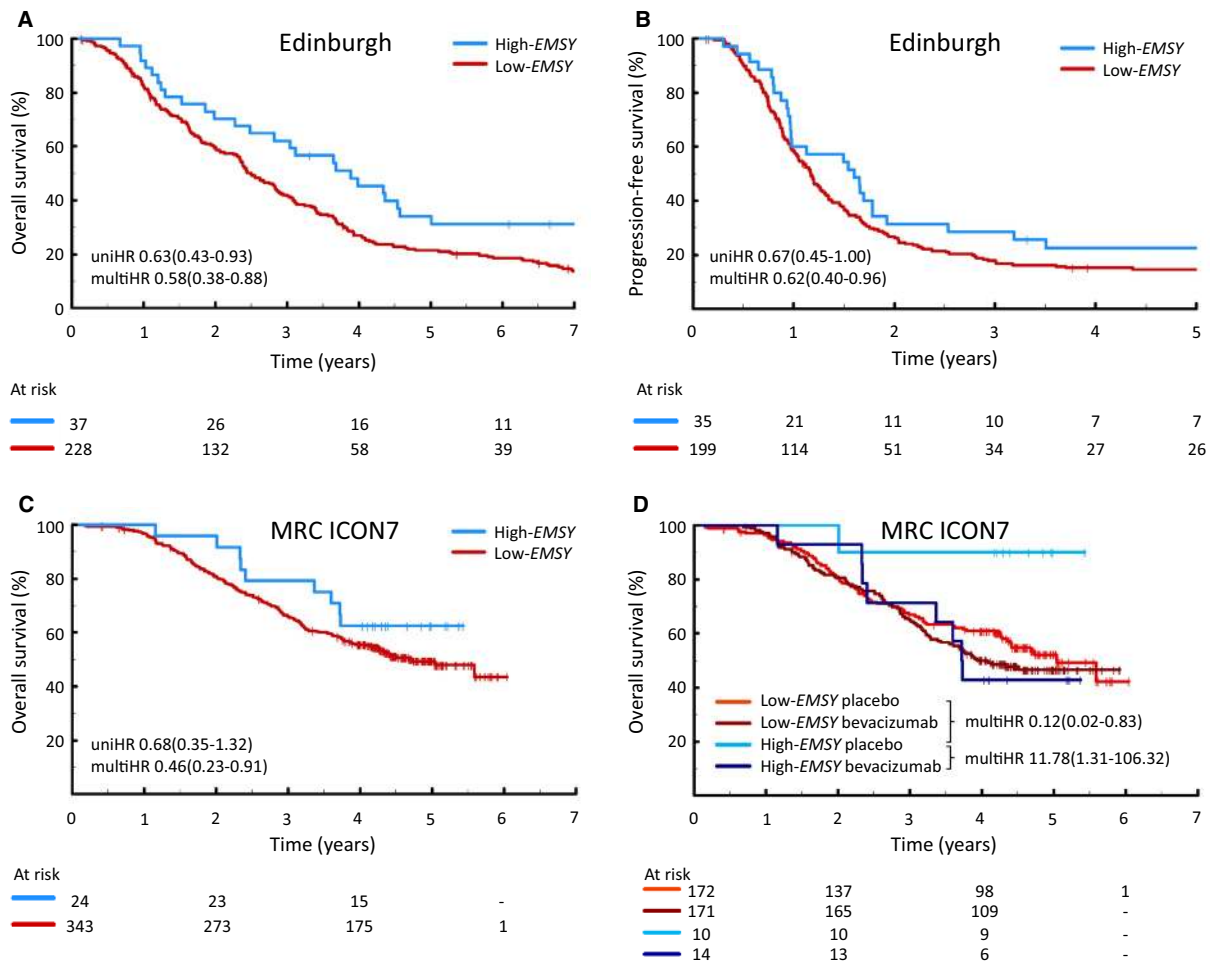 A
Edinburgh
High-EMSY
Low-EMSY
Overall survival (%)
100
80
60
40
20
0
uniHR 0.63(0.43-0.93)
multiHR 0.58(0.38-0.88)
0 1 2 3 4 5 6 7
Time (years)
At risk
37 26 16 11
228 132 58 39
B
Edinburgh
High-EMSY
Low-EMSY
Progression-free survival (%)
100
80
60
40
20
uniHR 0.67(0.45-1.00)
multiHR 0.62(0.40-0.96)
0 1 2 3 4 5
Time (years)
At risk
35 21 11 10 7 7
199 114 51 34 27 26
C
MRC ICON7
High-EMSY
Low-EMSY
Overall survival (%)
100
80
60
40
20
uniHR 0.68(0.35-1.32)
multiHR 0.46(0.23-0.91)
0 1 2 3 4 5 6 7
Time (years)
At risk
24 23 15 -
343 273 175 1
D
MRC ICON7
Overall survival (%)
100
80
60
40
20
Low-EMSY placebo
Low-EMSY bevacizumab
High-EMSY placebo
High-EMSY bevacizumab
multiHR 0.12(0.02-0.83)
multiHR 11.78(1.31-106.32)
0 1 2 3 4 5 6 7
Time (years)
At risk
172 137 98 1
171 165 109 -
10 10 9 -
14 13 6 -